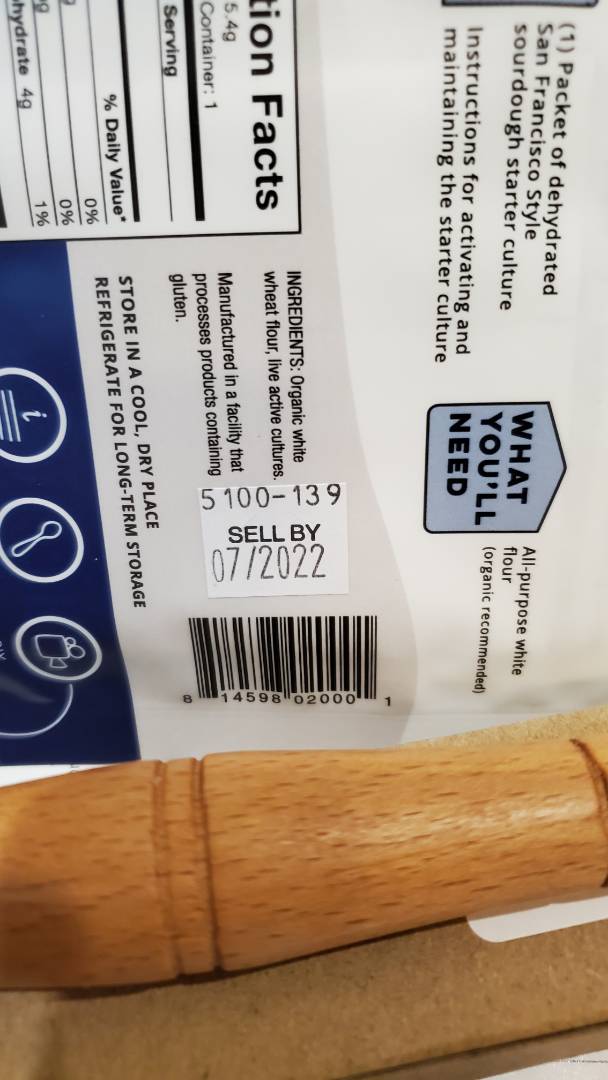 (1) Packet of dehydrated
San Francisco Style
sourdough starter culture
Instructions for activating and
maintaining the starter culture
WHAT
YOU'LL
NEED
All-purpose white
flour
(organic recommended)
tion Facts
5.4g
Container: 1
Serving
% Daily Value*
0%
0%
1%
hydrate 4g
INGREDIENTS: Organic white
wheat flour, live active cultures.
Manufactured in a facility that
processes products containing
gluten.
STORE IN A COOL, DRY PLACE
REFRIGERATE FOR LONG-TERM STORAGE
5100-139
SELL BY
07/2022
8 14598 02000 1